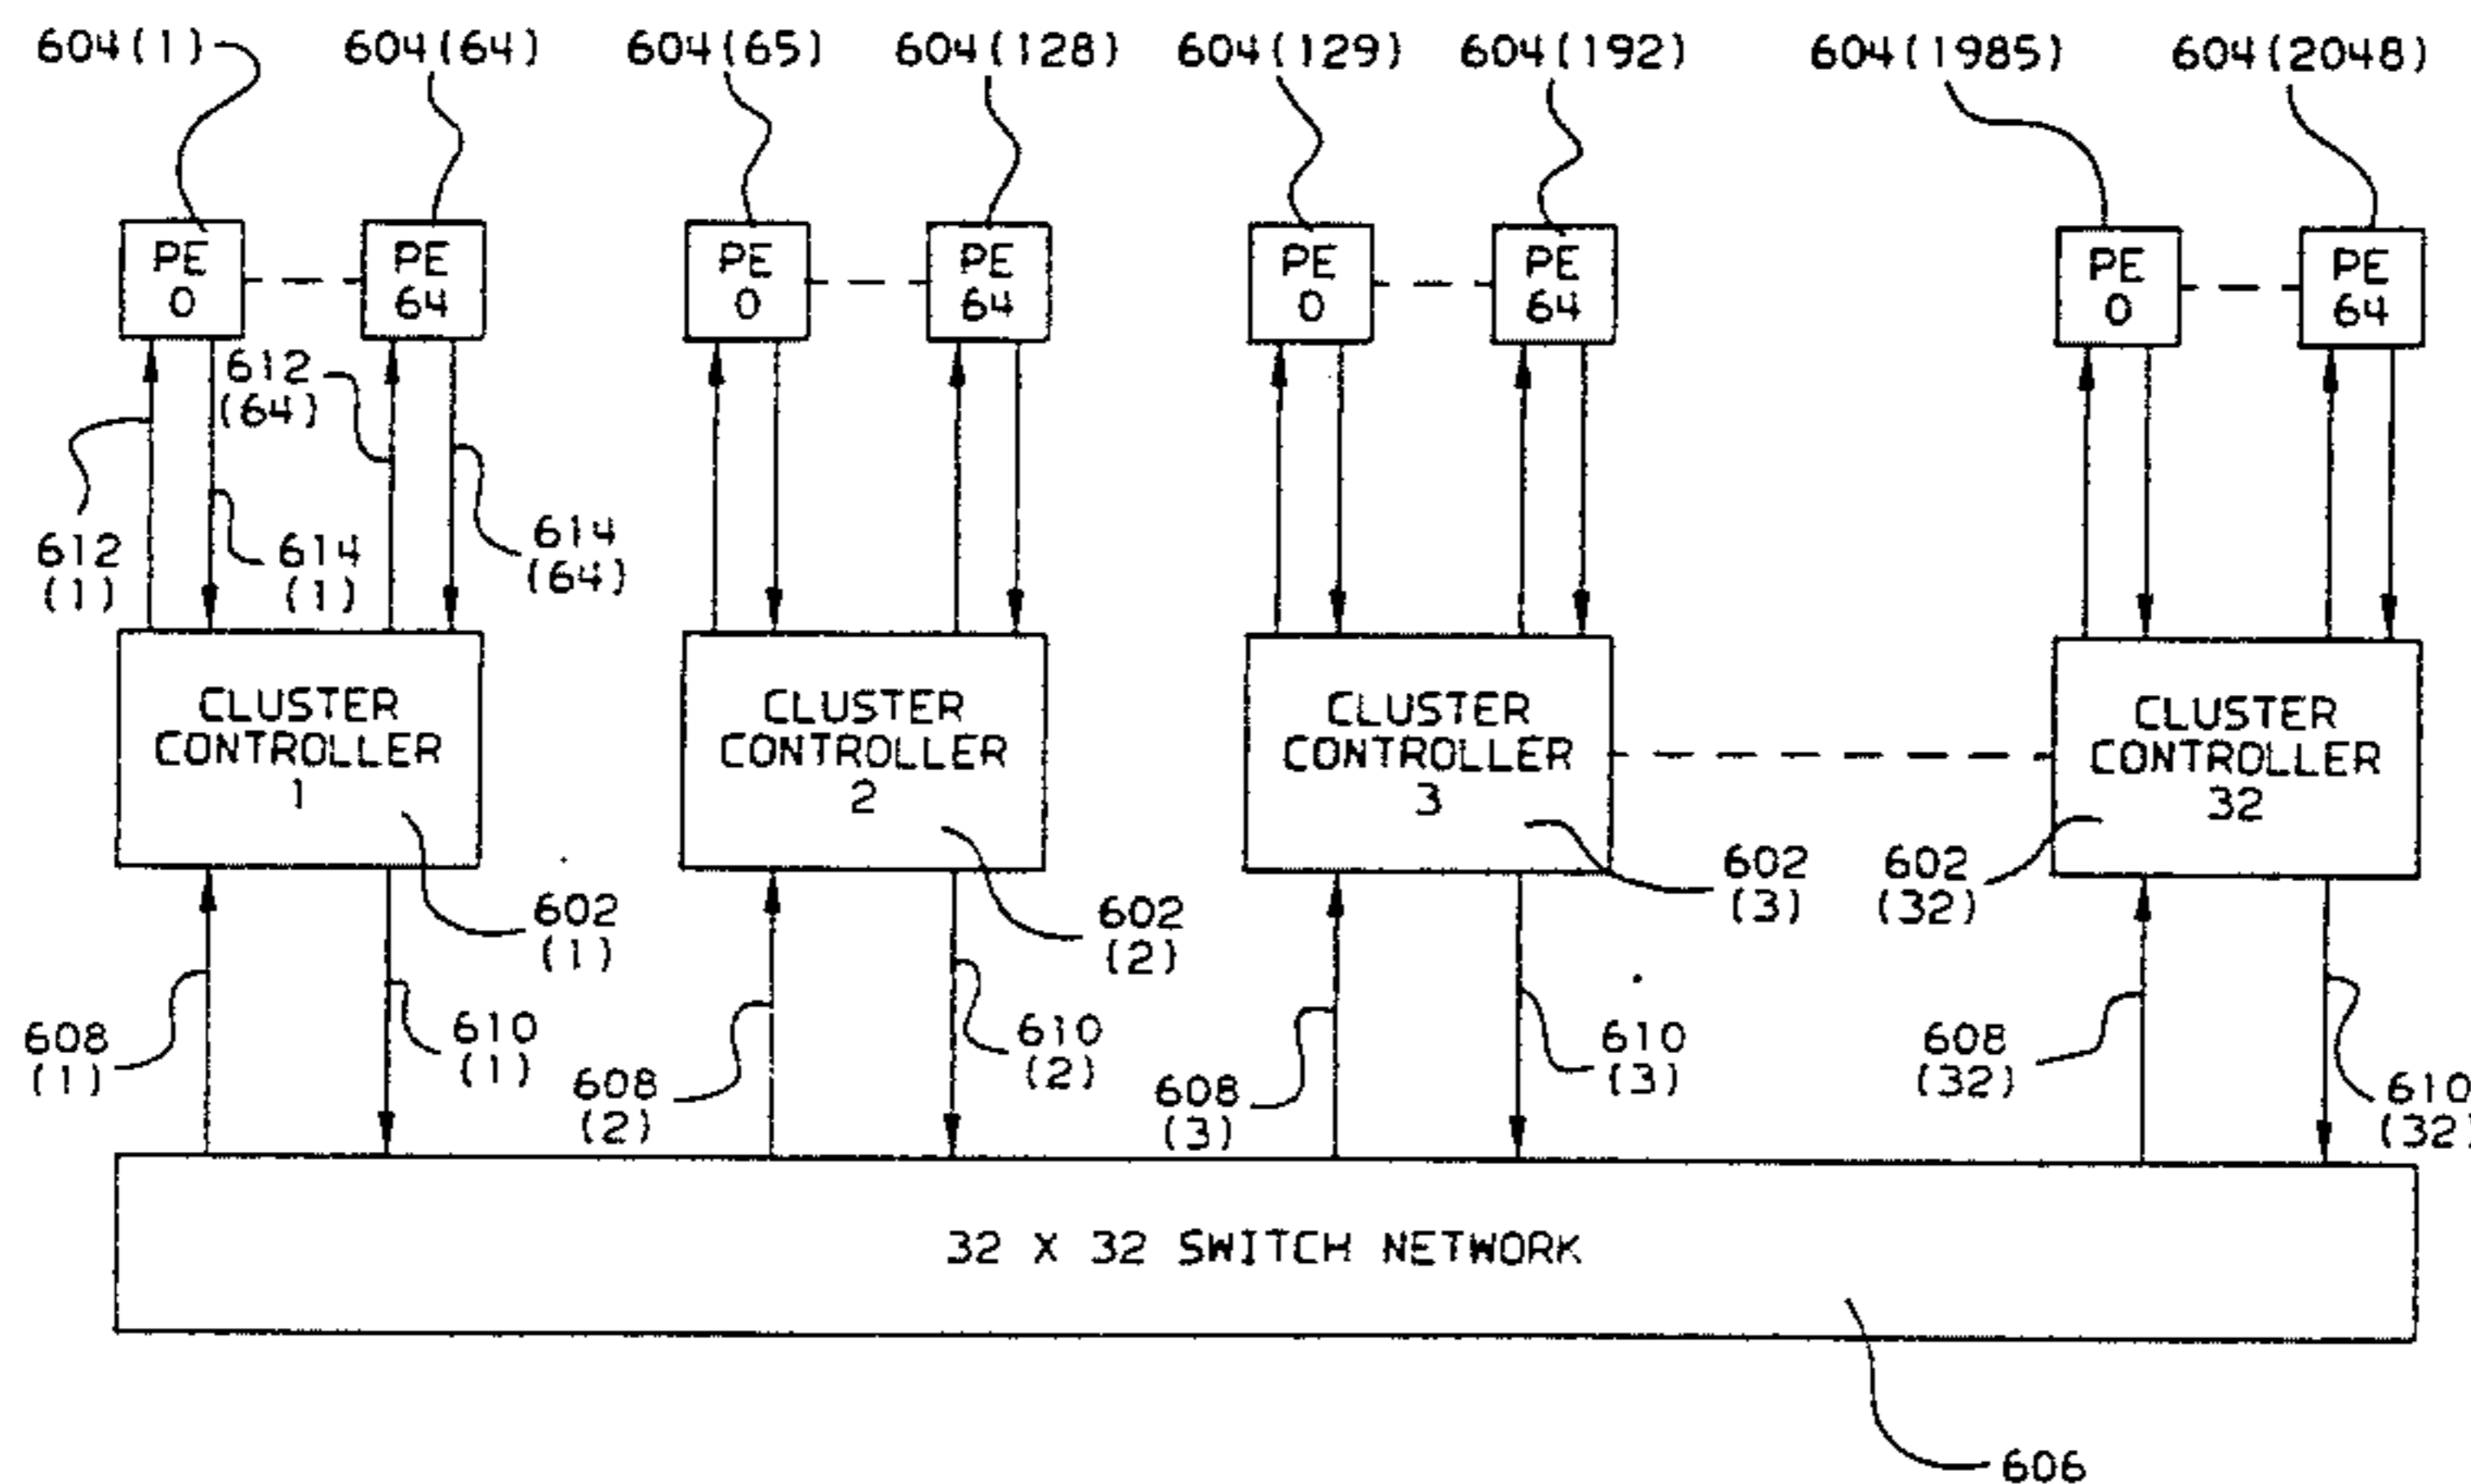 604(1) 604(64) 604(65) 604(128) 604(129) 604(192) 604(1985) 604(2048)
PE
0
PE
64
PE
0
PE
64
PE
0
PE
64
PE
0
PE
64
612
(64)
612
(1)
614
(1)
614
(64)
CLUSTER
CONTROLLER
1
CLUSTER
CONTROLLER
2
CLUSTER
CONTROLLER
3
CLUSTER
CONTROLLER
32
602
(1)
602
(2)
602
(3)
602
(32)
608
(1)
610
(1)
608
(2)
610
(2)
608
(3)
610
(3)
608
(32)
610
(32)
32 X 32 SWITCH NETWORK
606